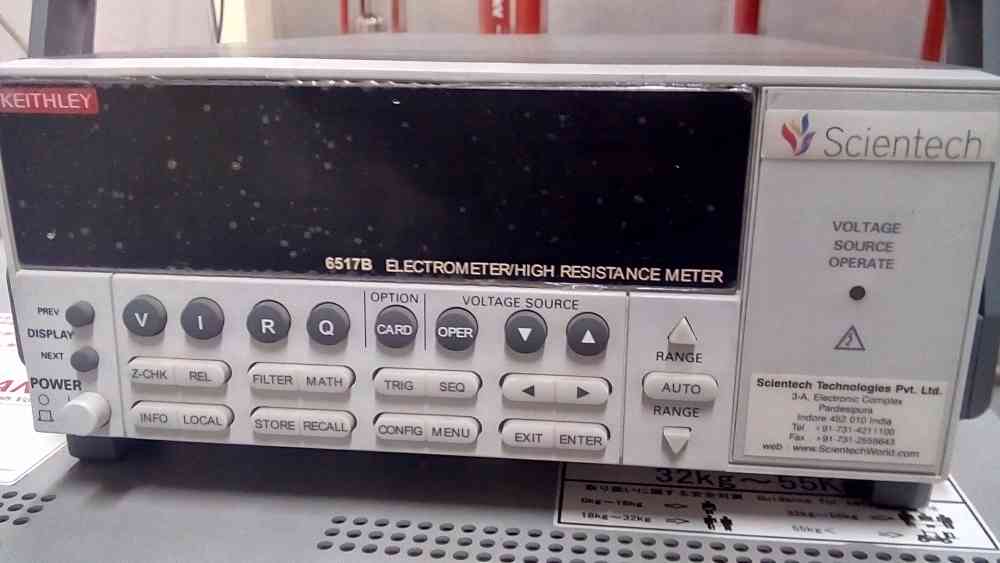 KEITHLEY
6517B ELECTROMETER/HIGH RESISTANCE METER
Scientech
VOLTAGE
SOURCE
OPERATE
PREV
DISPLAY
NEXT
POWER
V I R Q
OPTION
CARD
VOLTAGE SOURCE
OPER
Z-CHK REL
FILTER MATH
TRIG SEQ
INFO LOCAL
STORE RECALL
CONFIG MENU
EXIT ENTER
RANGE
AUTO
RANGE
Scientech Technologies Pvt. Ltd.
3-A, Electronic Complex
Pardesipura
Indore 452 010 India
Tel +91-731-4211100
Fax +91-731-2555643
web www.ScientechWorld.com
32kg~55K
18kg~32kg
55kg<